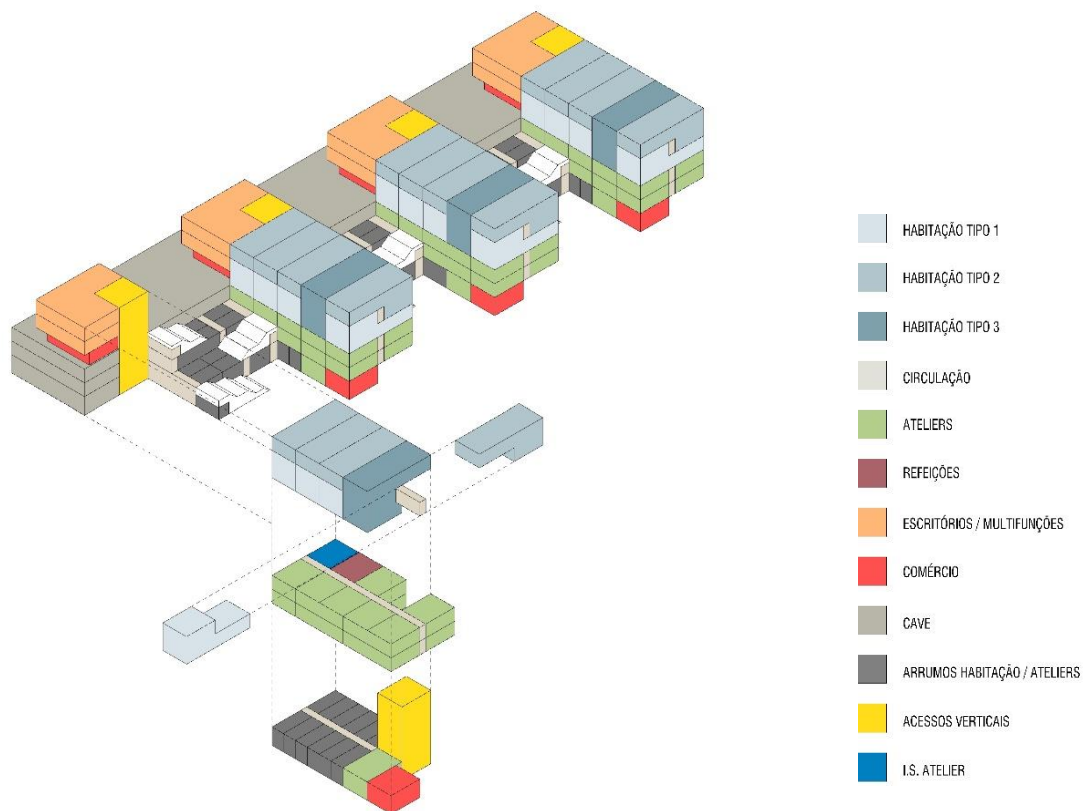 HABITAÇÃO TIPO 1
HABITAÇÃO TIPO 2
HABITAÇÃO TIPO 3
CIRCULAÇÃO
ATELIERS
REFEIÇÕES
ESCRITÓRIOS / MULTIFUNÇÕES
COMÉRCIO
CAVE
ARRUMOS HABITAÇÃO / ATELIERS
ACESSOS VERTICAIS
I.S. ATELIER